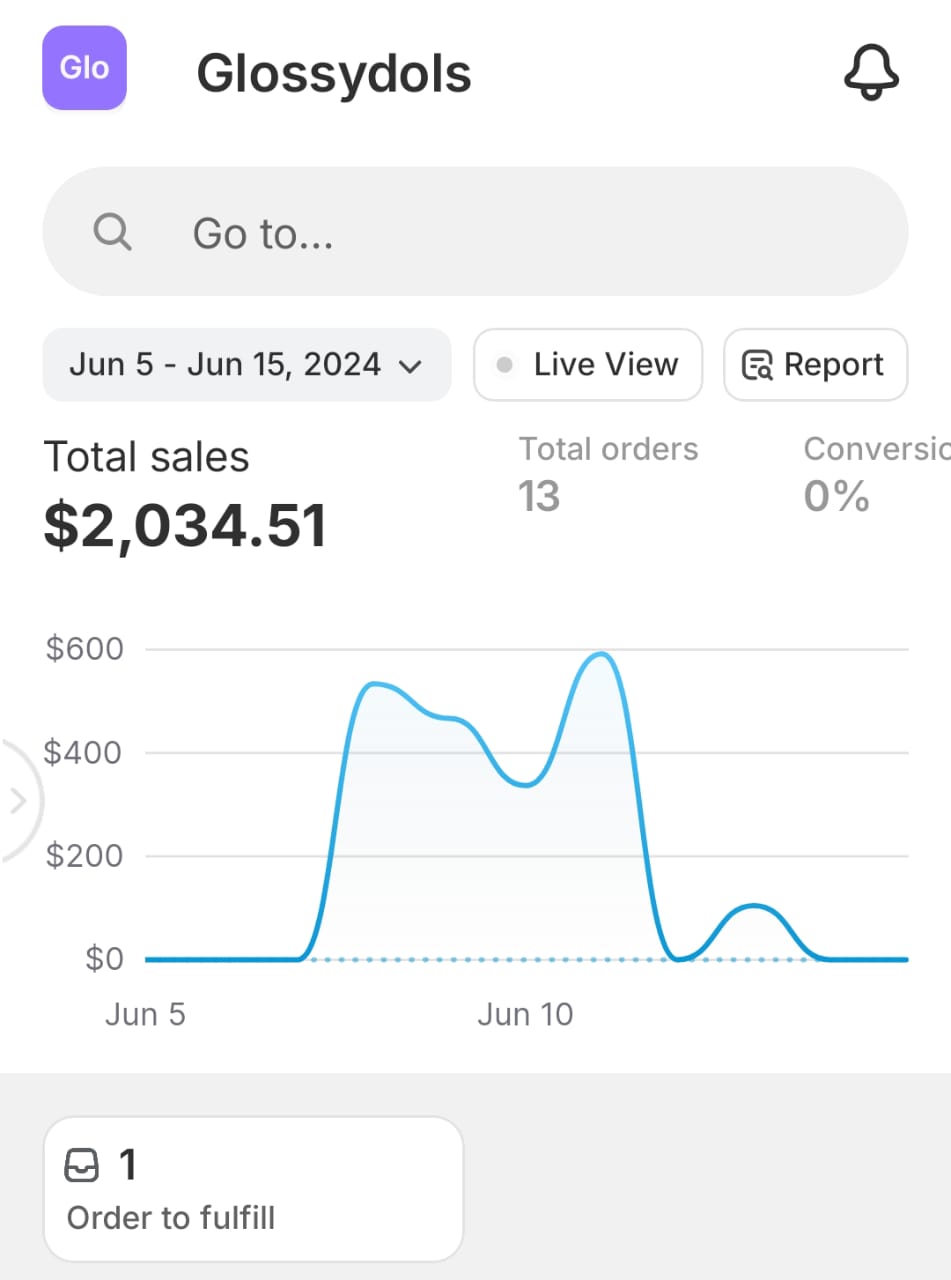 Glo
Glossydols
Go to...
Jun 5 - Jun 15, 2024
Live View
Report
Total sales
$2,034.51
Total orders
13
Conversio
0%
$600
$400
$200
$0
Jun 5
Jun 10
1
Order to fulfill